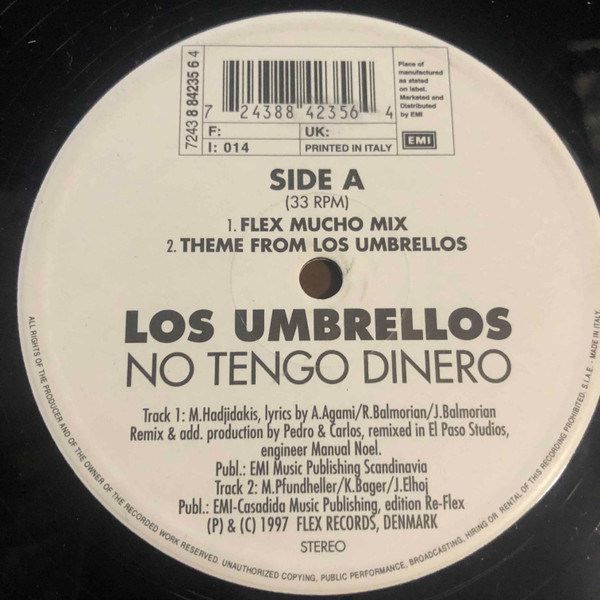 7243 8 84235 6 4
7 24388 42356 4
Place of
manufactured
as stated
on label.
Marketed and
Distributed
by EMI
F:
UK:
I: 014
PRINTED IN ITALY
EMI
SIDE A
(33 RPM)
1. FLEX MUCHO MIX
2. THEME FROM LOS UMBRELLOS
LOS UMBRELLOS
NO TENGO DINERO
Track 1: M.Hadjidakis, lyrics by A.Agami/R.Balmorian/J.Balmorian
Remix & add. production by Pedro & Carlos, remixed in El Paso Studios,
engineer Manual Noel.
Publ.: EMI Music Publishing Scandinavia
Track 2: M.Pfundheller/K.Bager/J.Elhoj
Publ.: EMI-Casadida Music Publishing, edition Re-Flex
(P) & (C) 1997 FLEX RECORDS, DENMARK
STEREO
ALL RIGHTS OF THE PRODUCER AND OF THE OWNER OF THE RECORDED WORK RESERVED. UNAUTHORIZED COPYING, PUBLIC PERFORMANCE, BROADCASTING, HIRING OR RENTAL OF THIS RECORDING PROHIBITED. S.I.A.E. - MADE IN ITALY